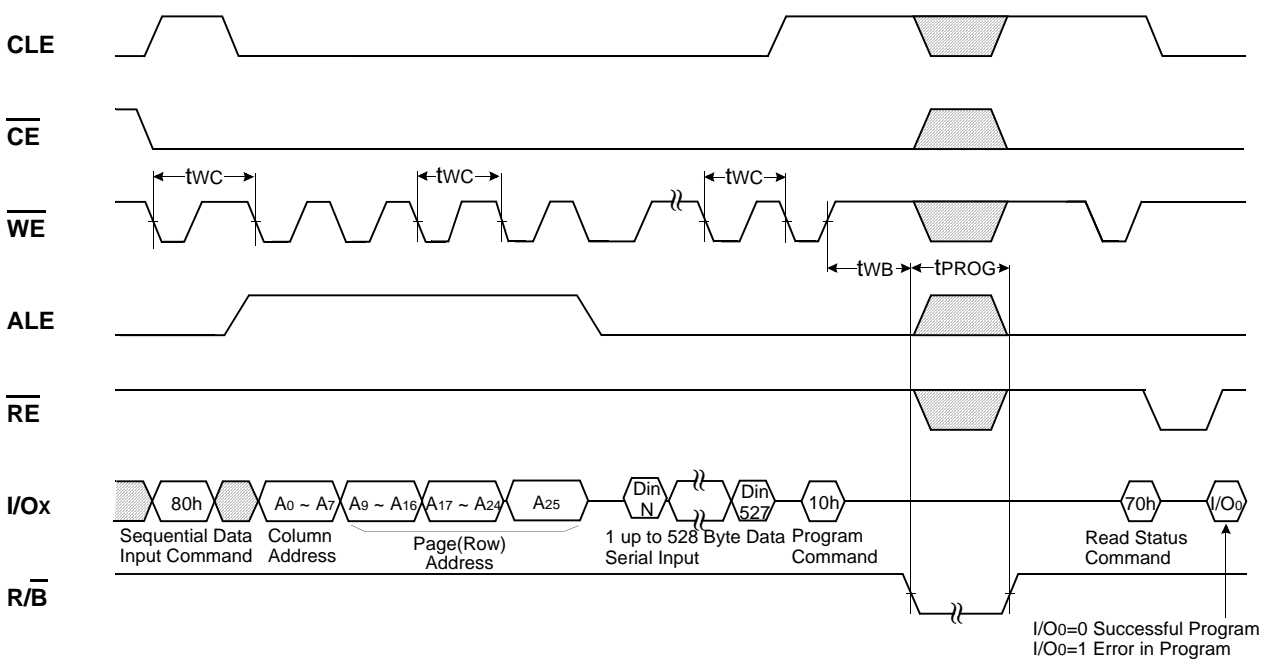 CLE
CE
tWC tWC tWC
WE
tWB tPROG
ALE
RE
I/Ox 80h A0 ~ A7 A9 ~ A16 A17 ~ A24 A25 Din N Din 527 10h 70h I/O0
Sequential Data Input Command
Column Address
Page(Row) Address
1 up to 528 Byte Data Serial Input
Program Command
Read Status Command
R/B
I/O0=0 Successful Program
I/O0=1 Error in Program